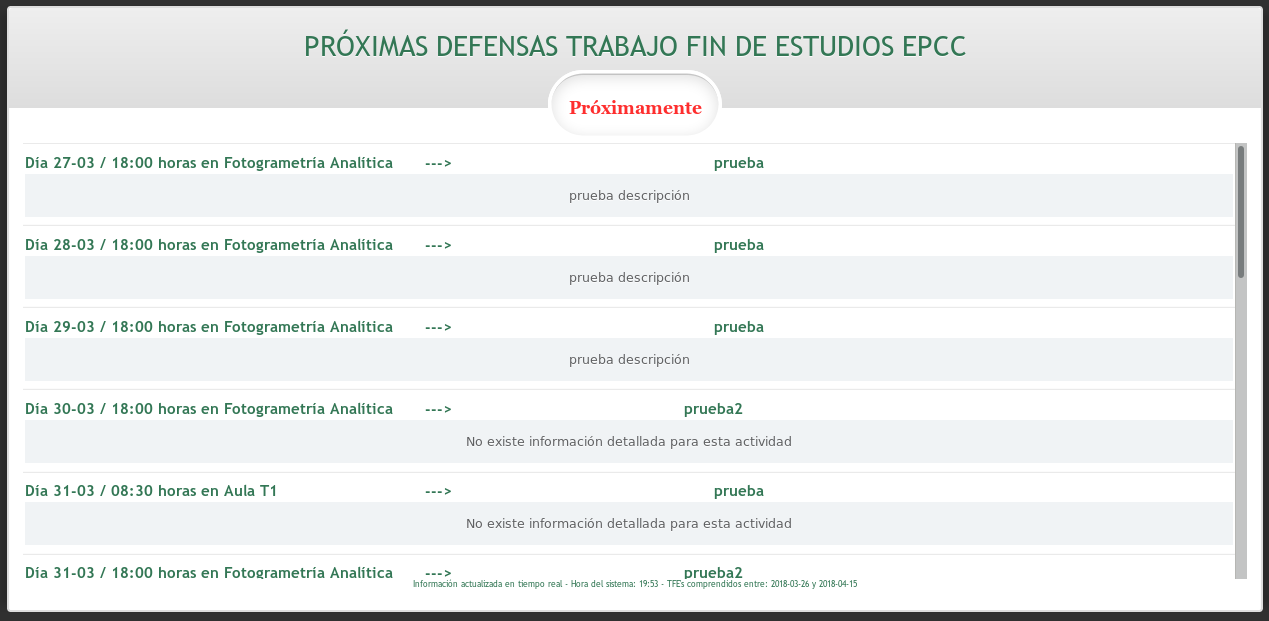 PRÓXIMAS DEFENSAS TRABAJO FIN DE ESTUDIOS EPCC
Próximamente
Día 27-03 / 18:00 horas en Fotogrametría Analítica ---> prueba
prueba descripción
Día 28-03 / 18:00 horas en Fotogrametría Analítica ---> prueba
prueba descripción
Día 29-03 / 18:00 horas en Fotogrametría Analítica ---> prueba
prueba descripción
Día 30-03 / 18:00 horas en Fotogrametría Analítica ---> prueba2
No existe información detallada para esta actividad
Día 31-03 / 08:30 horas en Aula T1 ---> prueba
No existe información detallada para esta actividad
Día 31-03 / 18:00 horas en Fotogrametría Analítica ---> prueba2
Información actualizada en tiempo real - Hora del sistema: 19:53 - TFEs comprendidos entre: 2018-03-26 y 2018-04-15